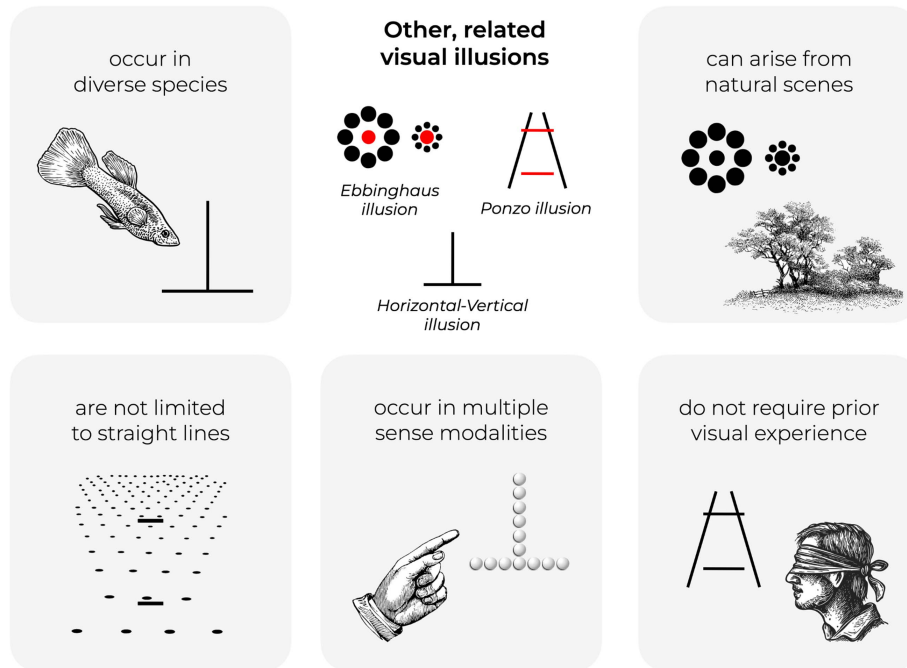 occur in
diverse species
Other, related
visual illusions
Ebbinghaus
illusion
Ponzo illusion
Horizontal-Vertical
illusion
can arise from
natural scenes
are not limited
to straight lines
occur in multiple
sense modalities
do not require prior
visual experience